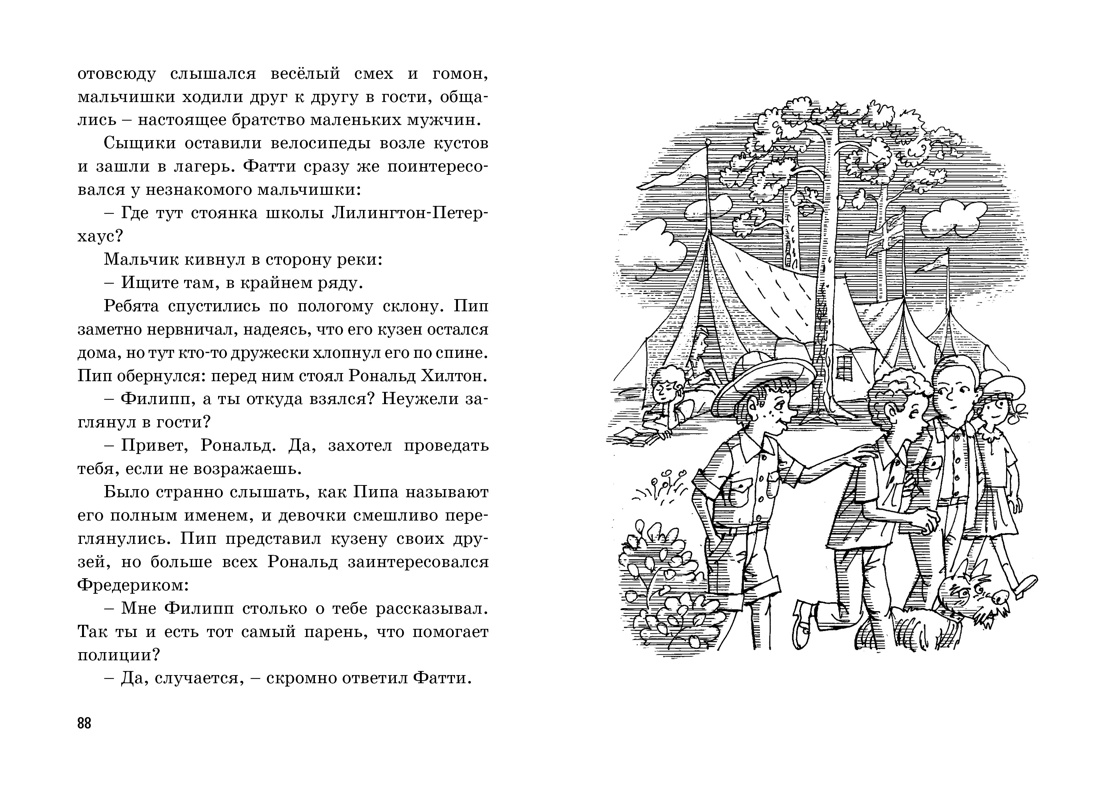 отовсюду слышался весёлый смех и гомон,
мальчишки ходили друг к другу в гости, обща-
лись – настоящее братство маленьких мужчин.
Сыщики оставили велосипеды возле кустов
и зашли в лагерь. Фатти сразу же поинтересо-
вался у незнакомого мальчишки:
– Где тут стоянка школы Лилингтон-Петер-
хаус?
Мальчик кивнул в сторону реки:
– Ищите там, в крайнем ряду.
Ребята спустились по пологому склону. Пип
заметно нервничал, надеясь, что его кузен остался
дома, но тут кто-то дружески хлопнул его по спине.
Пип обернулся: перед ним стоял Рональд Хилтон.
– Филипп, а ты откуда взялся? Неужели за-
глянул в гости?
– Привет, Рональд. Да, захотел проведать
тебя, если не возражаешь.
Было странно слышать, как Пипа называют
его полным именем, и девочки смешливо пере-
глянулись. Пип представил кузену своих дру-
зей, но больше всех Рональд заинтересовался
Фредериком:
– Мне Филипп столько о тебе рассказывал.
Так ты и есть тот самый парень, что помогает
полиции?
– Да, случается, – скромно ответил Фатти.
88